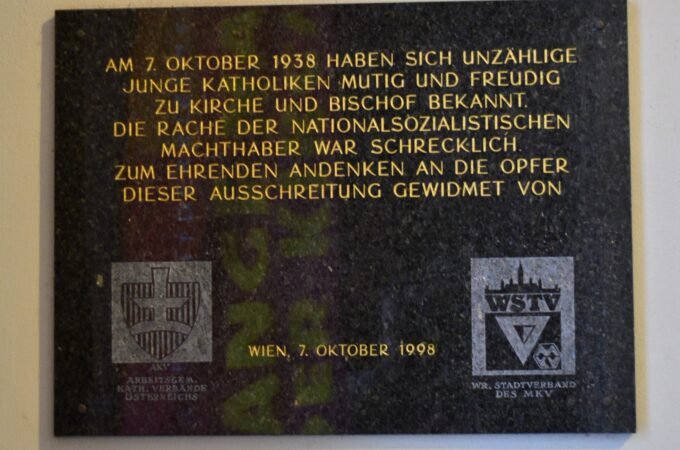 AM 7. OKTOBER 1938 HABEN SICH UNZÄHLIGE
JUNGE KATHOLIKEN MUTIG UND FREUDIG
ZU KIRCHE UND BISCHOF BEKANNT.
DIE RACHE DER NATIONALSOZIALISTISCHEN
MACHTHABER WAR SCHRECKLICH.
ZUM EHRENDEN ANDENKEN AN DIE OPFER
DIESER AUSSCHREITUNG GEWIDMET VON
AKV
ARBEITSGEM.
KATH. VERBÄNDE
ÖSTERREICHS
WIEN, 7. OKTOBER 1998
WSTV
WR. STADTVERBAND
DES MKV